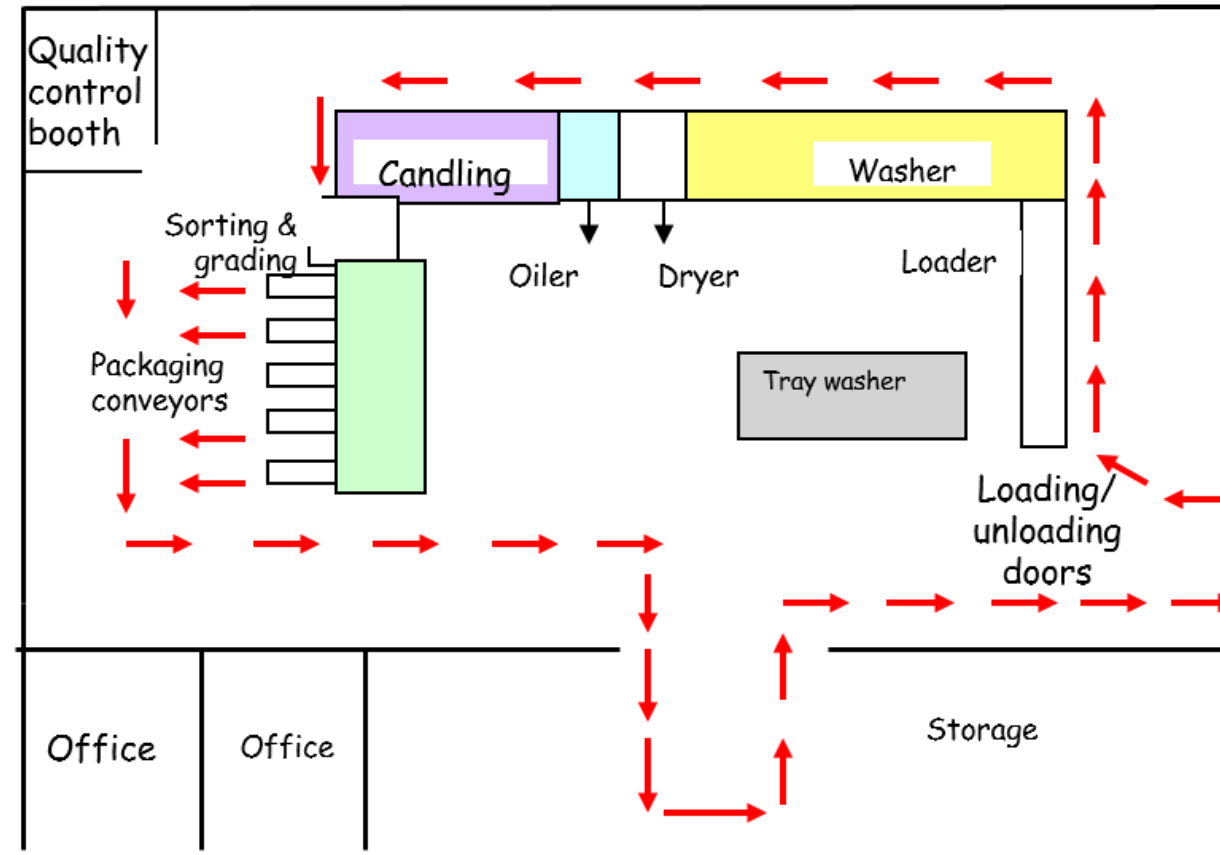 Quality
control
booth
Candling
Washer
Sorting &
grading
Oiler
Dryer
Loader
Packaging
conveyors
Tray washer
Loading/
unloading
doors
Office
Office
Storage